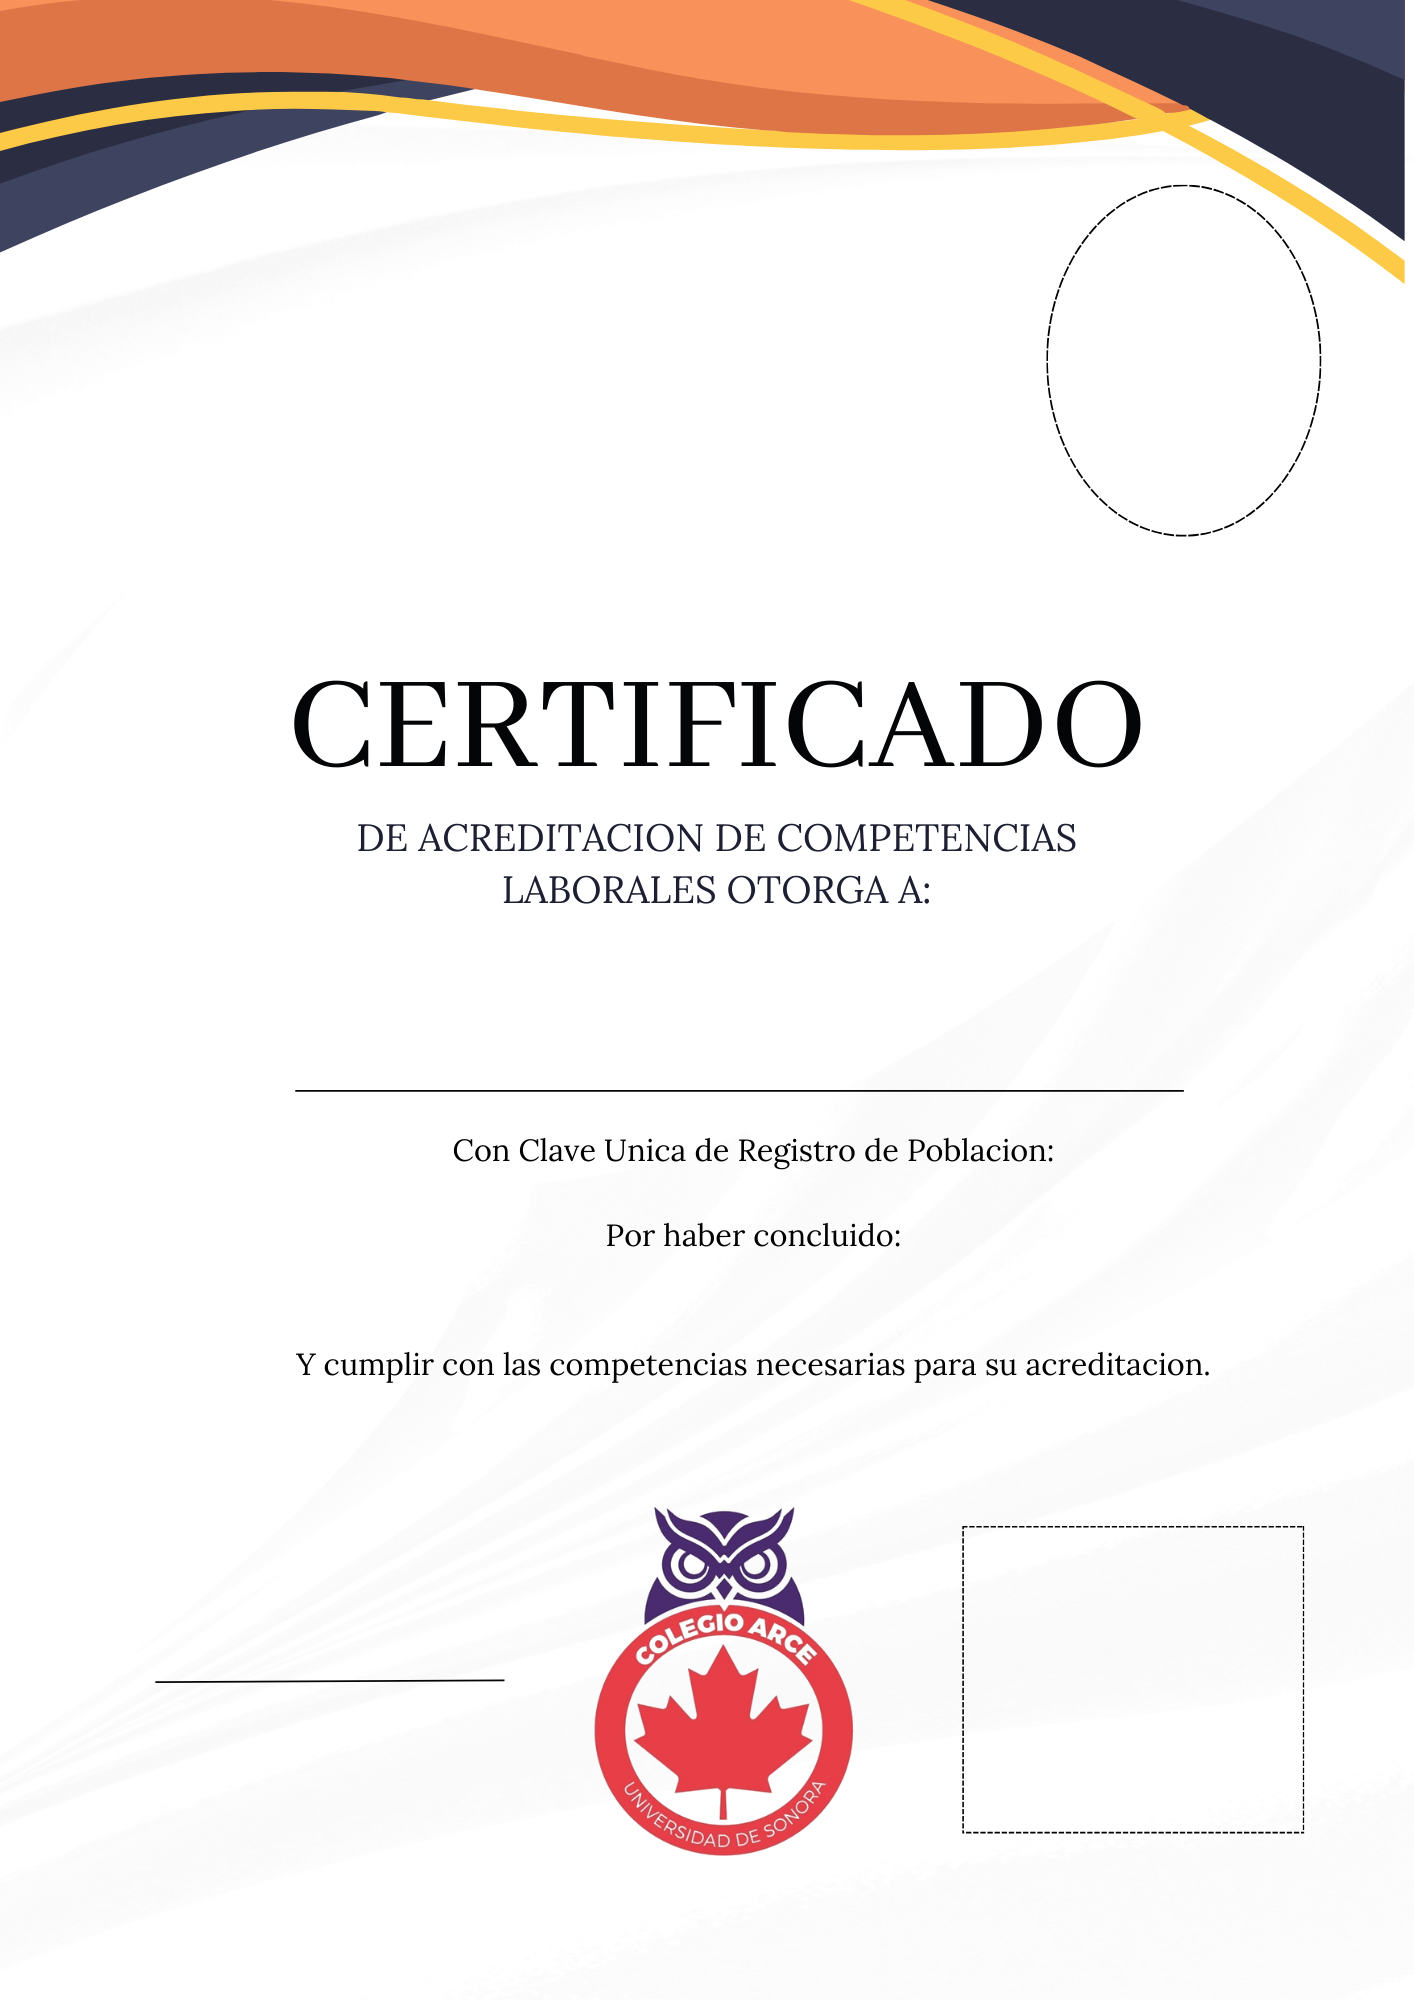 CERTIFICADO
DE ACREDITACION DE COMPETENCIAS
LABORALES OTORGA A:
Con Clave Unica de Registro de Poblacion:
Por haber concluido:
Y cumplir con las competencias necesarias para su acreditacion.
COLEGIO ARCE
UNIVERSIDAD DE SONORA